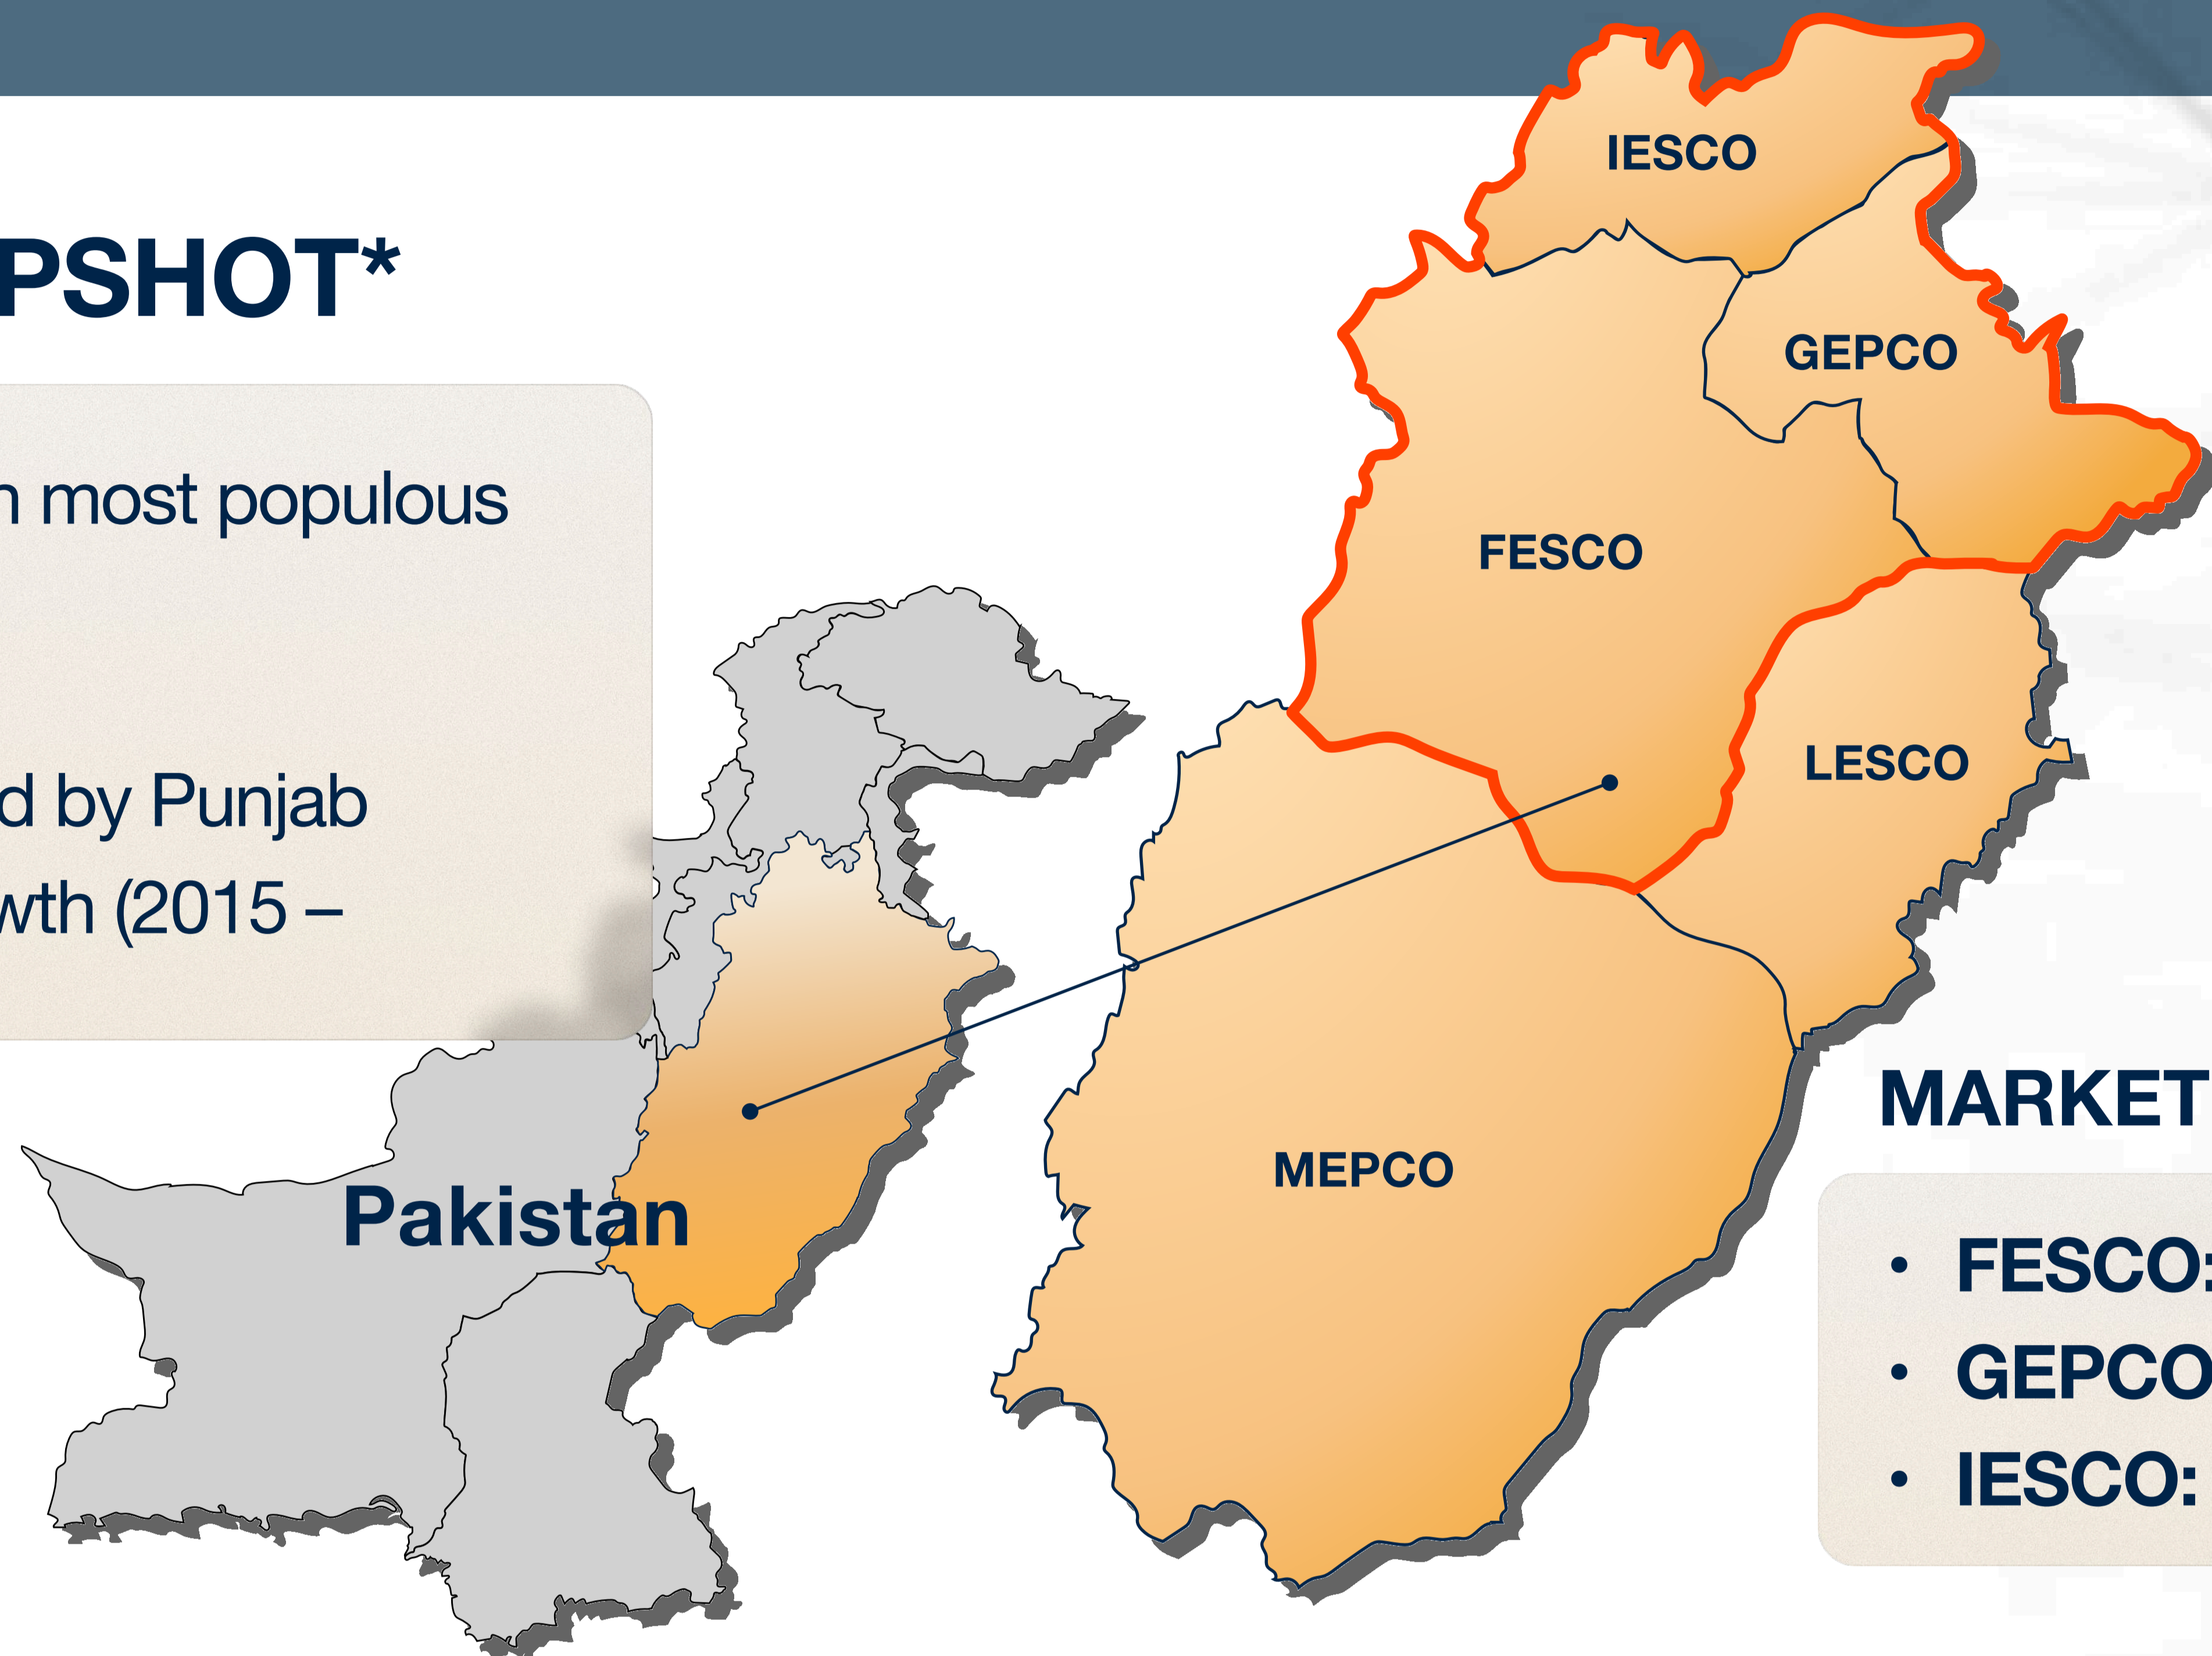 PSHOT*
most populous
d by Punjab
wth (2015 –
Pakistan
IESCO
GEPCO
FESCO
LESCO
MEPCO
MARKET
• FESCO:
• GEPCO
• IESCO: